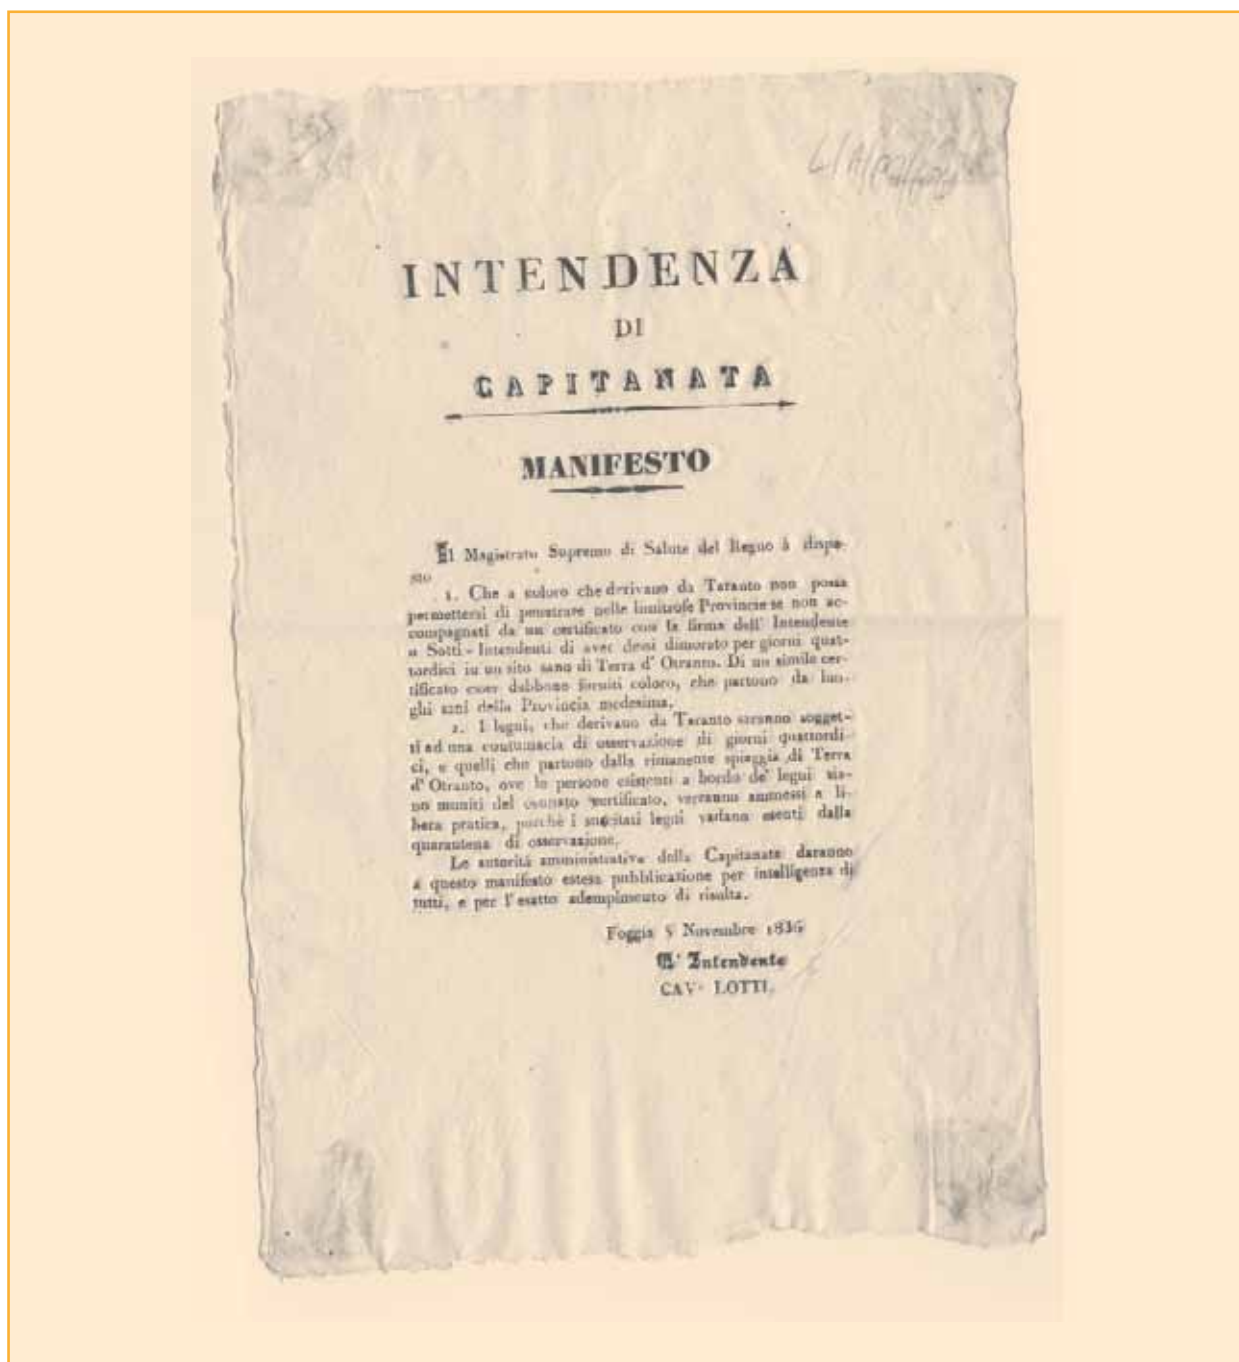 INTENDENZA
DI
CAPITANATA
MANIFESTO
Il Magistrato Supremo di Salute del Regno à dispo-
sto
1. Che a coloro che derivano da Taranto non possa
permettersi di penetrare nelle limitrofe Provincie se non ac-
compagnati da un certificato con la firma dell' Intendente
o Sotti-Intendenti di aver dessi dimorato per giorni quat-
tordici in un sito sano di Terra d' Otranto. Di un simile cer-
tificato esser debbono forniti coloro, che partono da luo-
ghi sani della Provincia medesima.
2. I legni, che derivano da Taranto saranno sogget-
ti ad una contumacia di osservazione di giorni quattordi-
ci, e quelli che partono dalla rimanente spiaggia di Terra
d' Otranto, ove le persone esistenti a bordo de' legni sia-
no muniti del cennato certificato, verranno ammessi a li-
bera pratica, purchè i succitati legni vadano esenti dalla
quarantena di osservazione.
Le autorità amministrative della Capitanata daranno
a questo manifesto estesa pubblicazione per intelligenza di
tutti, e per l'esatto adempimento di risulta.
Foggia 5 Novembre 1836
L' Intendente
CAV. LOTTI.